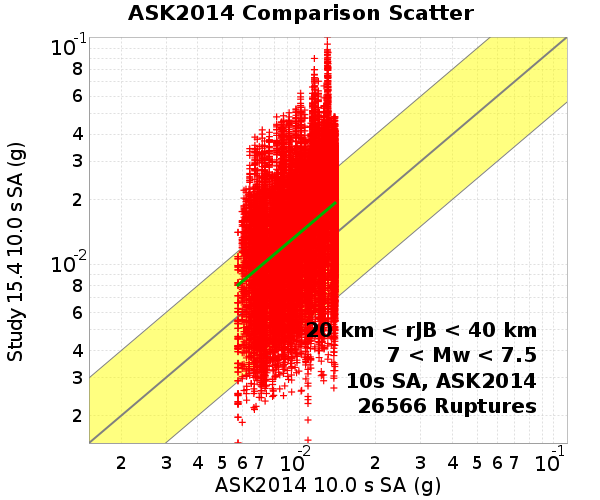 ASK2014 Comparison Scatter
Study 15.4 10.0 s SA (g)
10-1
8
6
4
3
2
10-2
8
6
4
3
2
20 km < rJB < 40 km
7 < Mw < 7.5
10s SA, ASK2014
26566 Ruptures
2 3 4 5 6 7 10-2 2 3 4 5 6 7 10-1
ASK2014 10.0 s SA (g)